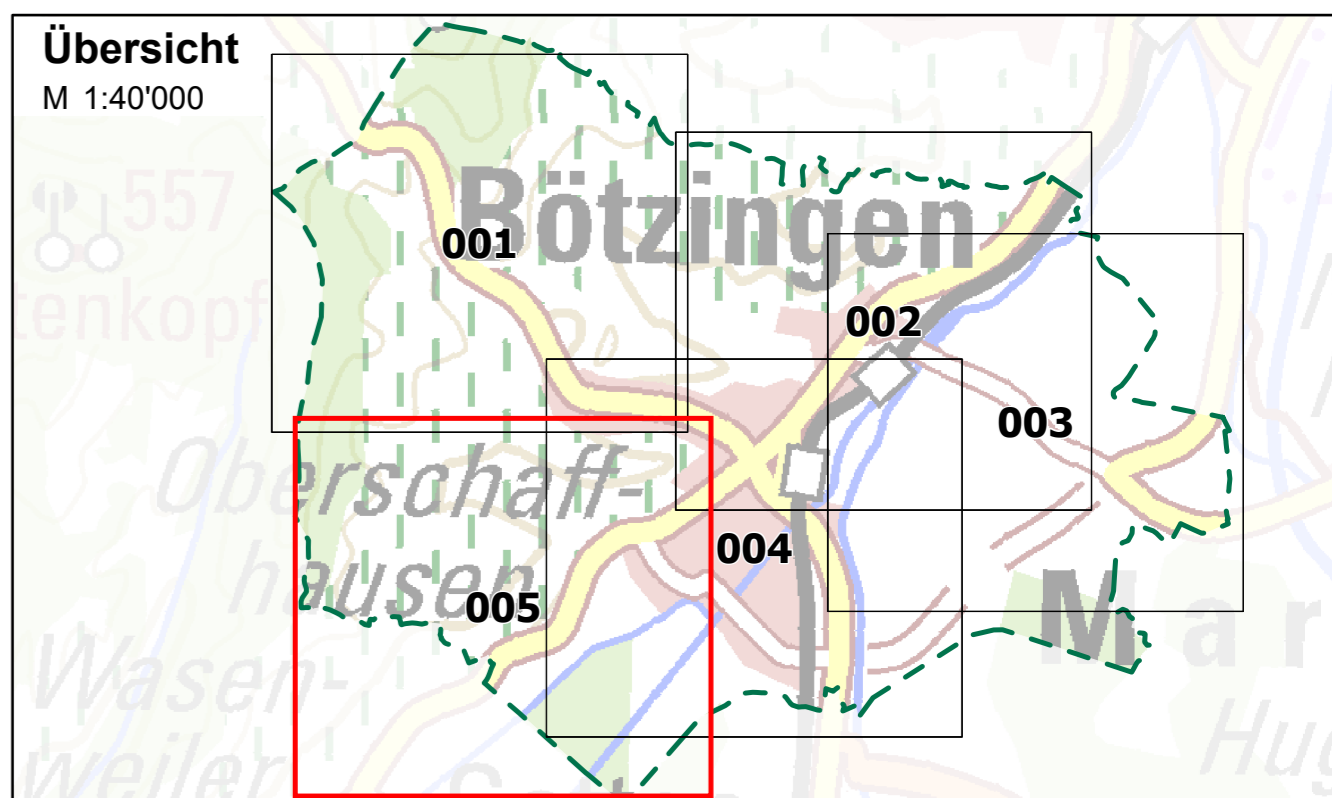 Übersicht
M 1:40'000
557
tenkopf
Bötzingen
001
002
003
Oberschaff-
hausen
004
005
Wasen-
weiler
Mar
Hug